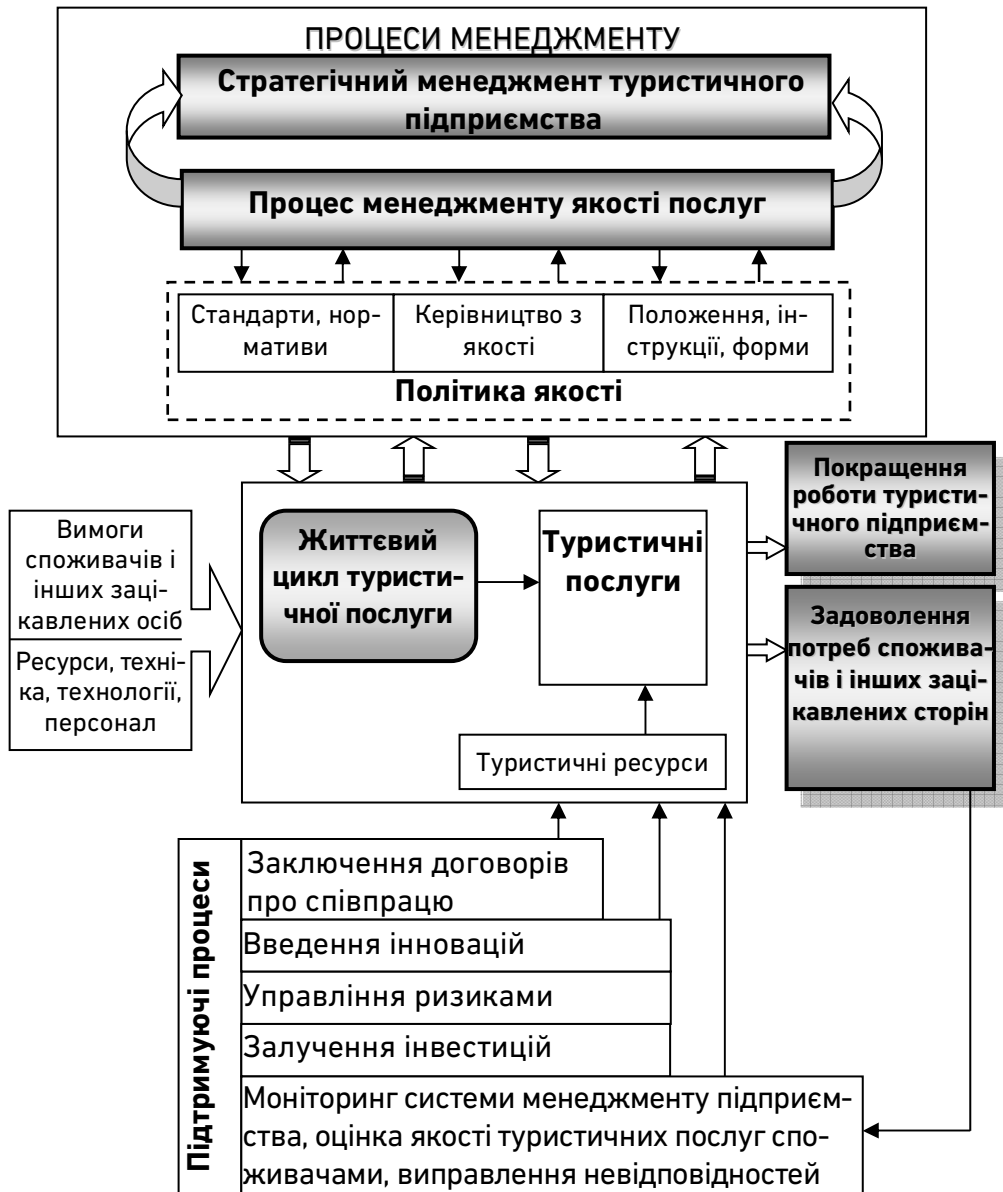 ПРОЦЕСИ МЕНЕДЖМЕНТУ
Стратегічний менеджмент туристичного
підприємства
Процес менеджменту якості послуг
Стандарти, нор-
мативи
Керівництво з
якості
Положення, ін-
струкції, форми
Політика якості
Вимоги
споживачів і
інших заці-
кавлених осіб
Ресурси, техні-
ка, технології,
персонал
Життєвий
цикл туристи-
чної послуги
Туристичні
послуги
Туристичні ресурси
Покращення
роботи туристи-
чного підприєм-
ства
Задоволення
потреб спожива-
чів і інших заці-
кавлених сторін
Підтримуючі процеси
Заключення договорів
про співпрацю
Введення інновацій
Управління ризиками
Залучення інвестицій
Моніторинг системи менеджменту підприєм-
ства, оцінка якості туристичних послуг спо-
живачами, виправлення невідповідностей